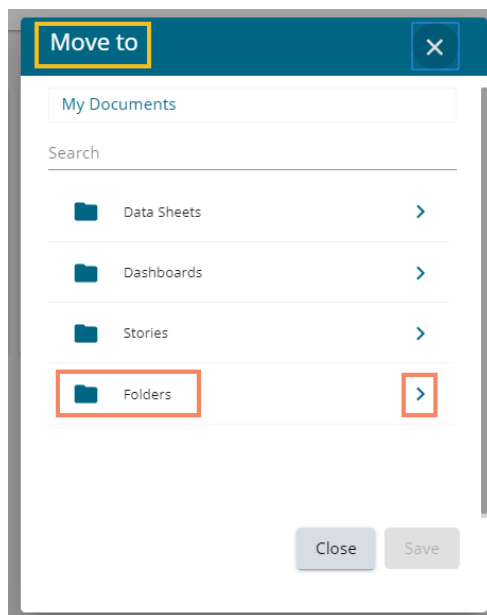 Move to
My Documents
Search
Data Sheets
Dashboards
Stories
Folders
Close Save